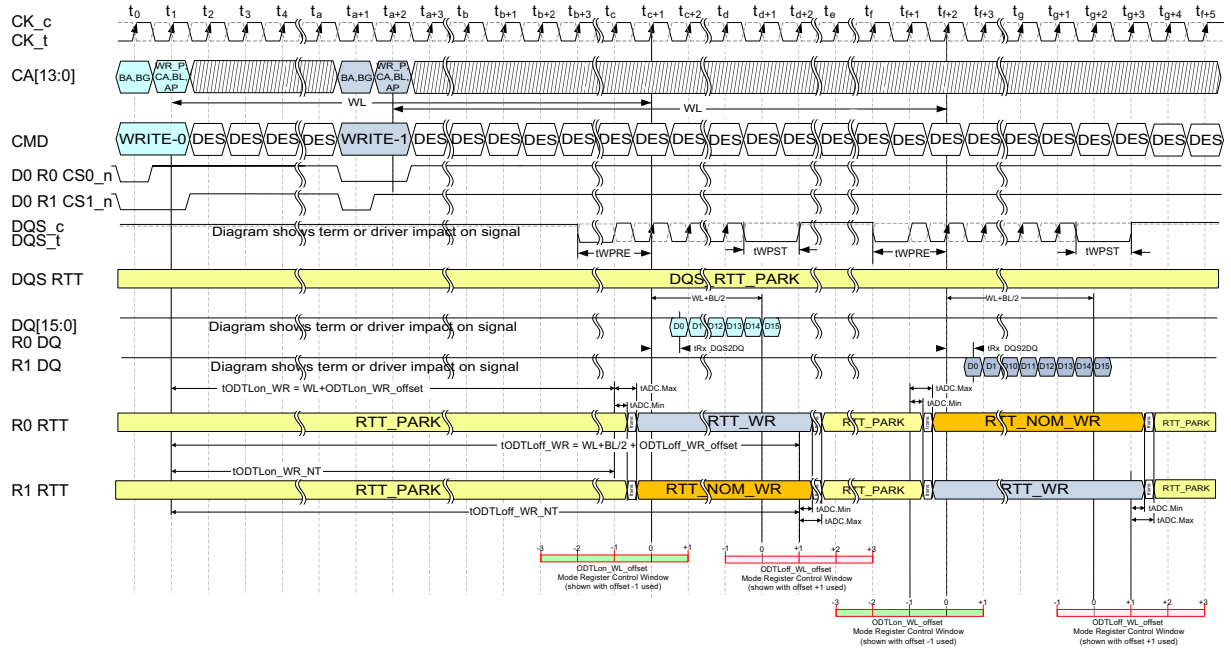 t0 t1 t2 t3 t4 ta ta+1 ta+2 ta+3 tb tb+1 tb+2 tb+3 tc tc+1 tc+2 td td+1 td+2 te tf tf+1 tf+2 tf+3 tg tg+1 tg+2 tg+3 tg+4 tf+5
CK_c
CK_t
CA[13:0]
BA,BG
WR_P,
CA,BL,
AP
BA,BG
WR_P,
CA,BL,
AP
WL
WL
CMD
WRITE-0 DES DES DES DES DES WRITE-1 DES DES DES DES DES DES DES DES DES DES DES DES DES DES DES DES DES DES DES DES DES DES
D0 R0 CS0_n
D0 R1 CS1_n
DQS_c
DQS_t
Diagram shows term or driver impact on signal
tWPRE
tWPST
tWPRE
tWPST
DQS RTT
DQS_RTT_PARK
WL+BL/2
WL+BL/2
DQ[15:0]
R0 DQ
Diagram shows term or driver impact on signal
D0 D1 D12 D13 D14 D15
tRx_DQS2DQ
tRx_DQS2DQ
R1 DQ
Diagram shows term or driver impact on signal
D0 D1 D10 D11 D12 D13 D14 D15
tODTLon_WR = WL+ODTLon_WR_offset
tADC.Max
tADC.Min
tADC.Max
tADC.Min
R0 RTT
RTT_PARK
RTT_WR
RTT_PARK
RTT_NOM_WR
RTT_PARK
tODTLoff_WR = WL+BL/2 + ODTLoff_WR_offset
tODTLon_WR_NT
R1 RTT
RTT_PARK
RTT_NOM_WR
RTT_PARK
RTT_WR
RTT_PARK
tODTLoff_WR_NT
tADC.Min
tADC.Max
tADC.Min
tADC.Max
-3 -2 -1 0 +1
ODTLon_WL_offset
Mode Register Control Window
(shown with offset -1 used)
-1 0 +1 +2 +3
ODTLoff_WL_offset
Mode Register Control Window
(shown with offset +1 used)
-3 -2 -1 0 +1
ODTLon_WL_offset
Mode Register Control Window
(shown with offset -1 used)
-1 0 +1 +2 +3
ODTLoff_WL_offset
Mode Register Control Window
(shown with offset +1 used)